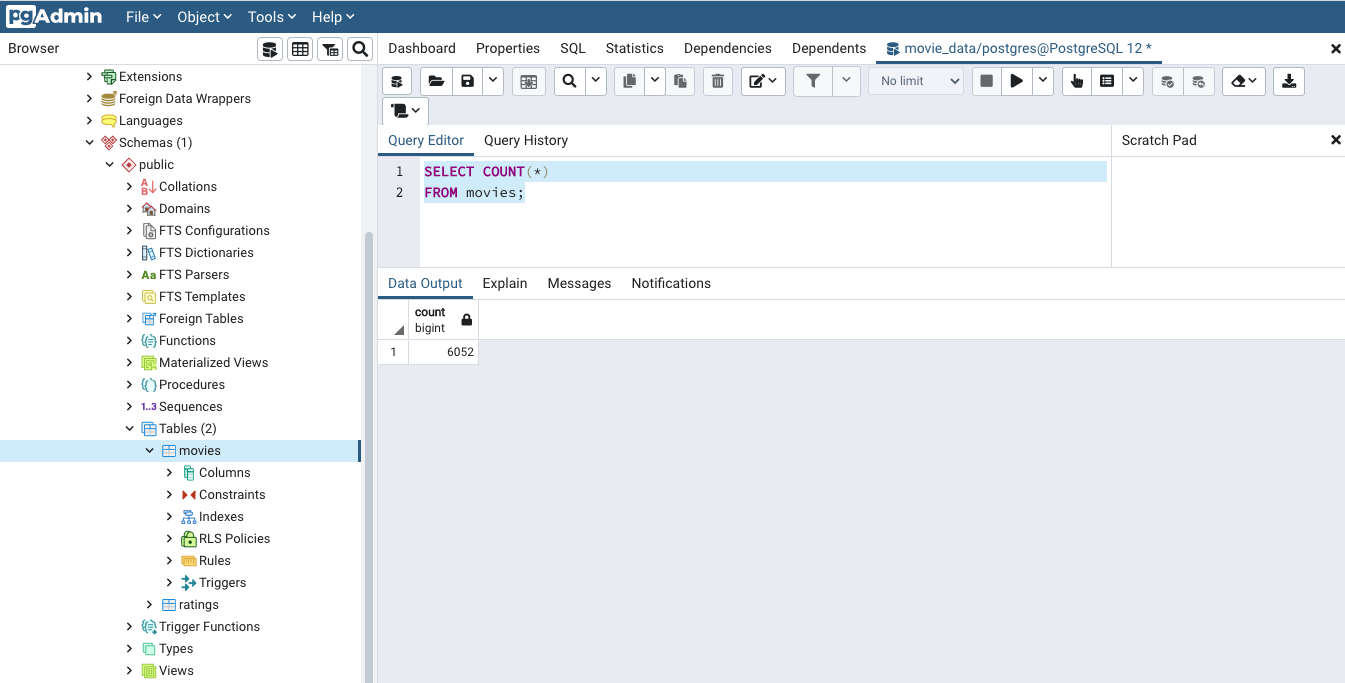 pgAdmin File Object Tools Help
Browser
Dashboard Properties SQL Statistics Dependencies Dependents movie_data/postgres@PostgreSQL 12 *
No limit
Extensions
Foreign Data Wrappers
Languages
Schemas (1)
public
Collations
Domains
FTS Configurations
FTS Dictionaries
Aa FTS Parsers
FTS Templates
Foreign Tables
Functions
Materialized Views
Procedures
1..3 Sequences
Tables (2)
movies
Columns
Constraints
Indexes
RLS Policies
Rules
Triggers
ratings
Trigger Functions
Types
Views
Query Editor Query History
Scratch Pad
1 SELECT COUNT(*)
2 FROM movies;
Data Output Explain Messages Notifications
count
bigint
1 6052